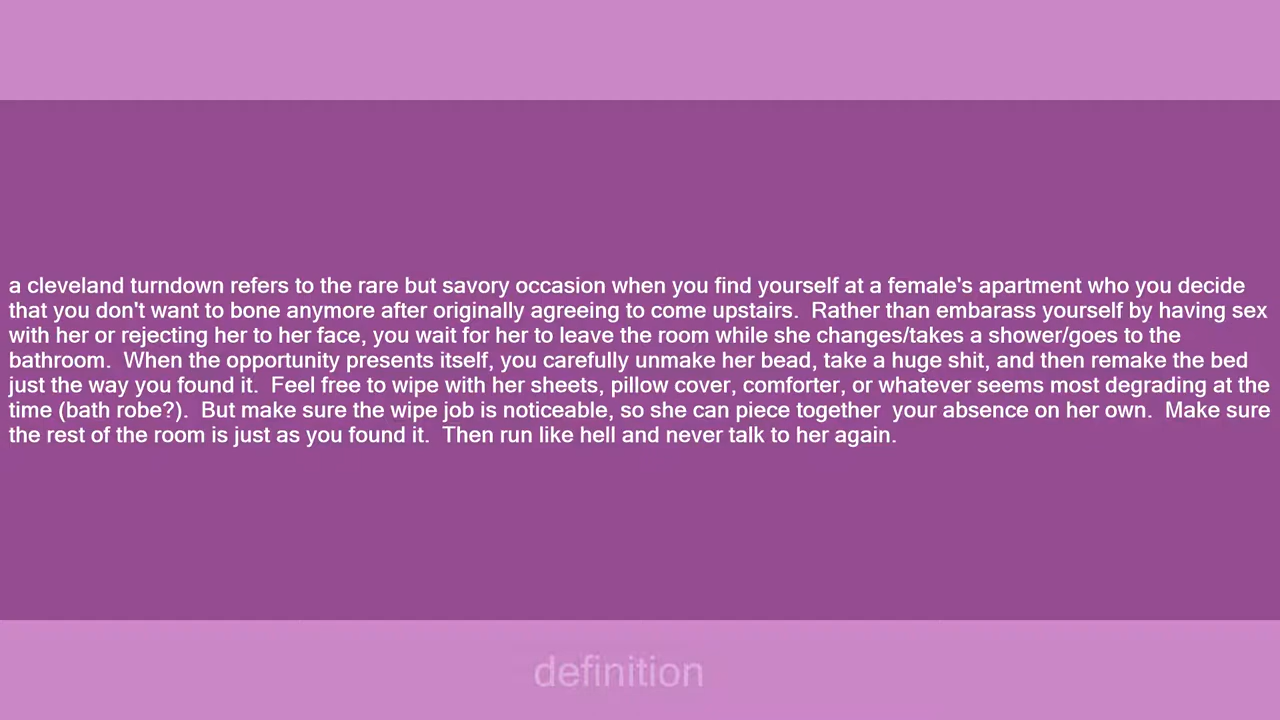 a cleveland turndown refers to the rare but savory occasion when you find yourself at a female's apartment who you decide
that you don't want to bone anymore after originally agreeing to come upstairs.  Rather than embarass yourself by having sex
with her or rejecting her to her face, you wait for her to leave the room while she changes/takes a shower/goes to the
bathroom.  When the opportunity presents itself, you carefully unmake her bead, take a huge shit, and then remake the bed
just the way you found it.  Feel free to wipe with her sheets, pillow cover, comforter, or whatever seems most degrading at the
time (bath robe?).  But make sure the wipe job is noticeable, so she can piece together  your absence on her own.  Make sure
the rest of the room is just as you found it.  Then run like hell and never talk to her again.
definition